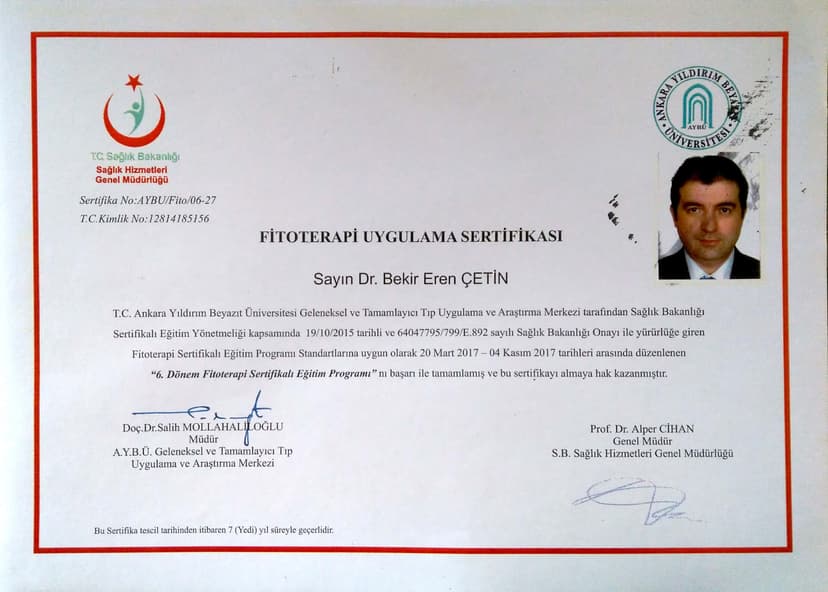 ANKARA YILDIRIM BEYAZIT
AYBÜ
ÜNİVERSİTESİ
T.C. Sağlık Bakanlığı
Sağlık Hizmetleri
Genel Müdürlüğü
Sertifika No:AYBU/Fito/06-27
T.C.Kimlik No:12814185156
FİTOTERAPİ UYGULAMA SERTİFİKASI
Sayın Dr. Bekir Eren ÇETİN
T.C. Ankara Yıldırım Beyazıt Üniversitesi Geleneksel ve Tamamlayıcı Tıp Uygulama ve Araştırma Merkezi tarafından Sağlık Bakanlığı
Sertifikalı Eğitim Yönetmeliği kapsamında 19/10/2015 tarihli ve 64047795/799/E.892 sayılı Sağlık Bakanlığı Onayı ile yürürlüğe giren
Fitoterapi Sertifikalı Eğitim Programı Standartlarına uygun olarak 20 Mart 2017 – 04 Kasım 2017 tarihleri arasında düzenlenen
“6. Dönem Fitoterapi Sertifikalı Eğitim Programı” nı başarı ile tamamlamış ve bu sertifikayı almaya hak kazanmıştır.
Doç.Dr.Salih MOLLAHALİLOĞLU
Müdür
A.Y.B.Ü. Geleneksel ve Tamamlayıcı Tıp
Uygulama ve Araştırma Merkezi
Prof. Dr. Alper CİHAN
Genel Müdür
S.B. Sağlık Hizmetleri Genel Müdürlüğü
Bu Sertifika tescil tarihinden itibaren 7 (Yedi) yıl süreyle geçerlidir.